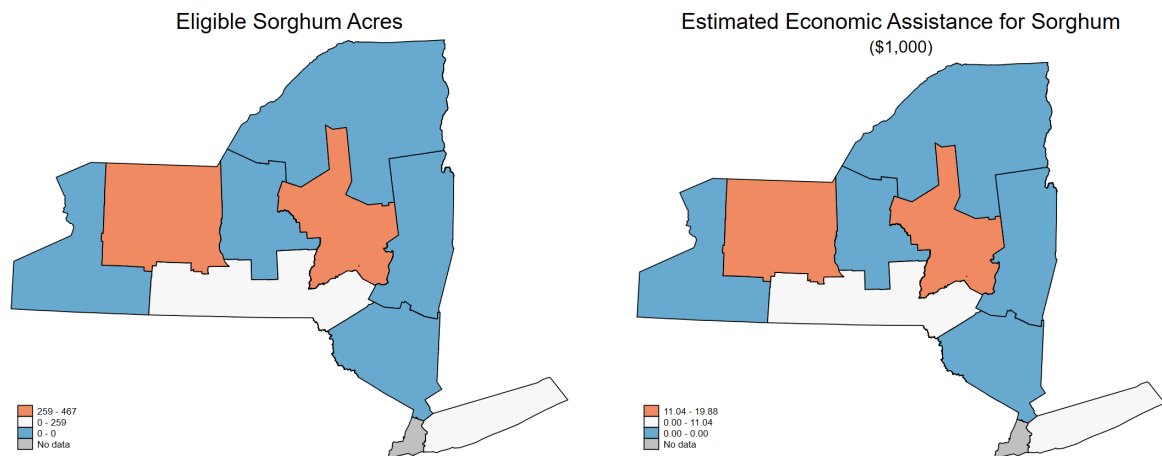 Eligible Sorghum Acres
259 - 467
0 - 259
0 - 0
No data
Estimated Economic Assistance for Sorghum
($1,000)
11.04 - 19.88
0.00 - 11.04
0.00 - 0.00
No data